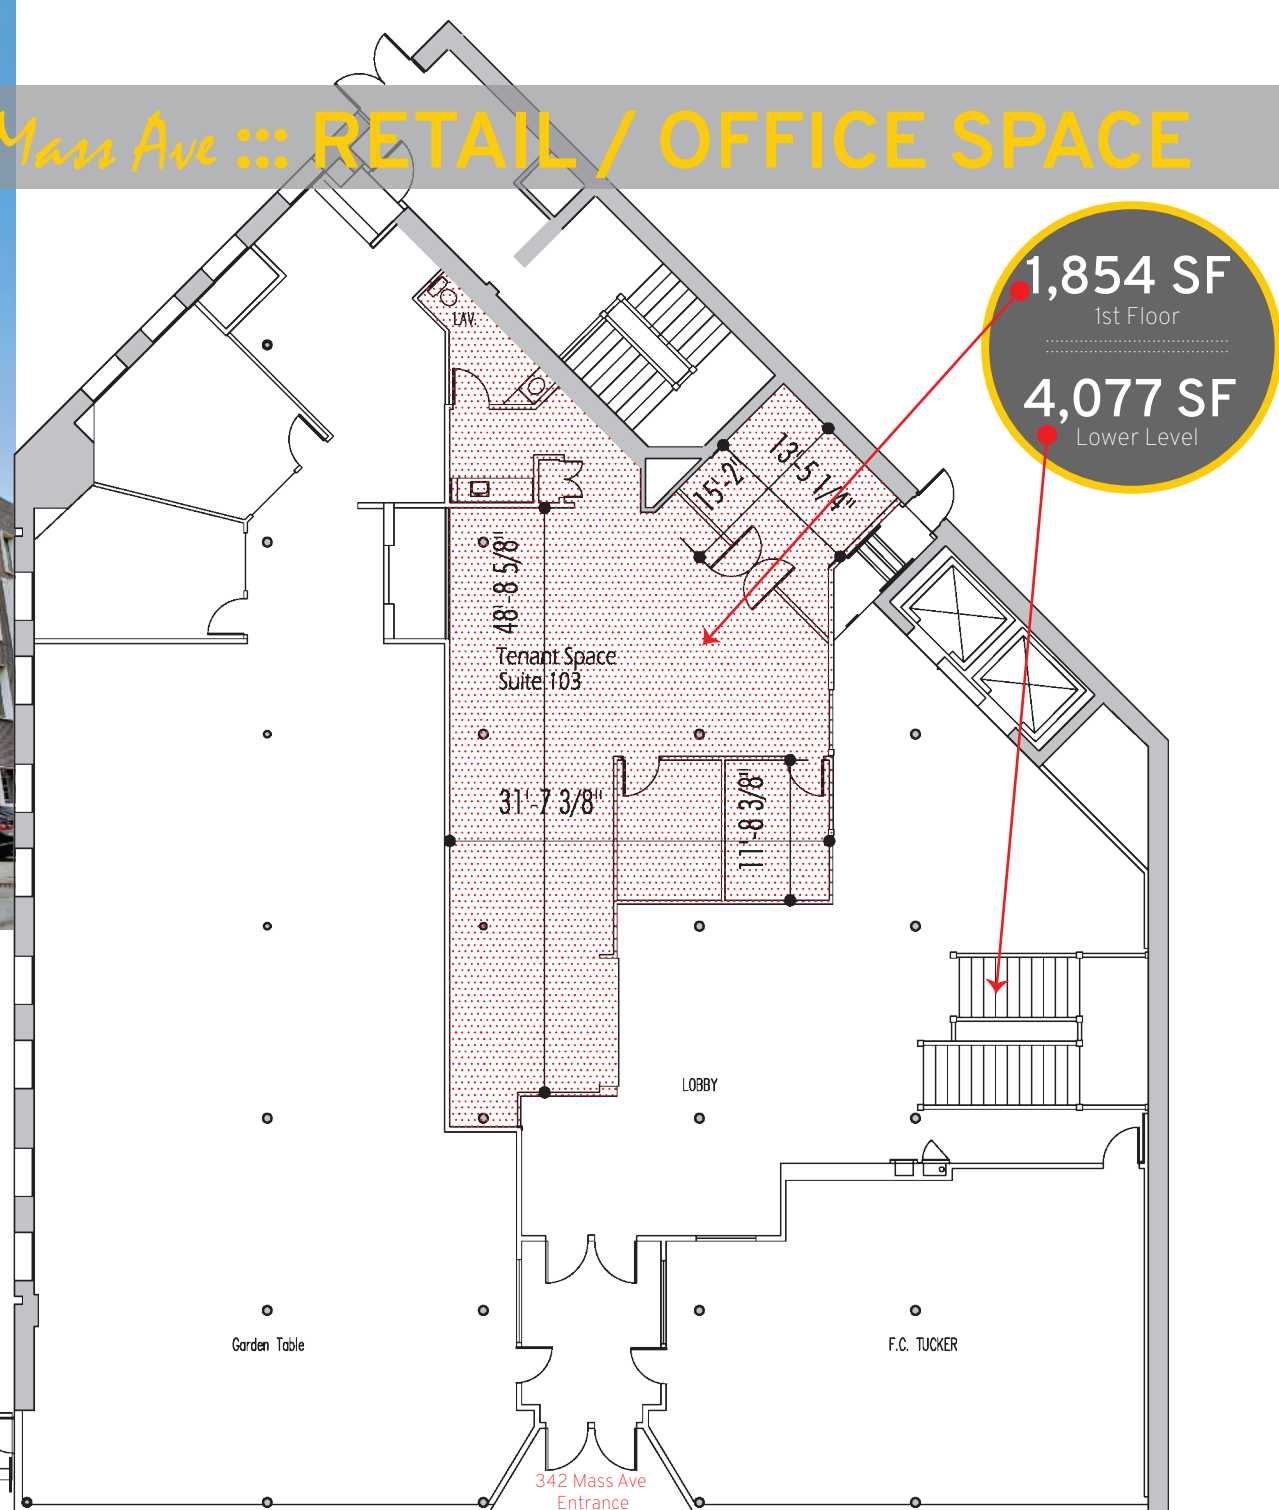 Mass Ave ::: RETAIL / OFFICE SPACE
1,854 SF
1st Floor
4,077 SF
Lower Level
LAV.
15'-2"
13'-5 1/4"
48'-8 5/8"
Tenant Space
Suite 103
31'-7 3/8"
11'-8 3/8"
LOBBY
Garden Table
F.C. TUCKER
342 Mass Ave
Entrance